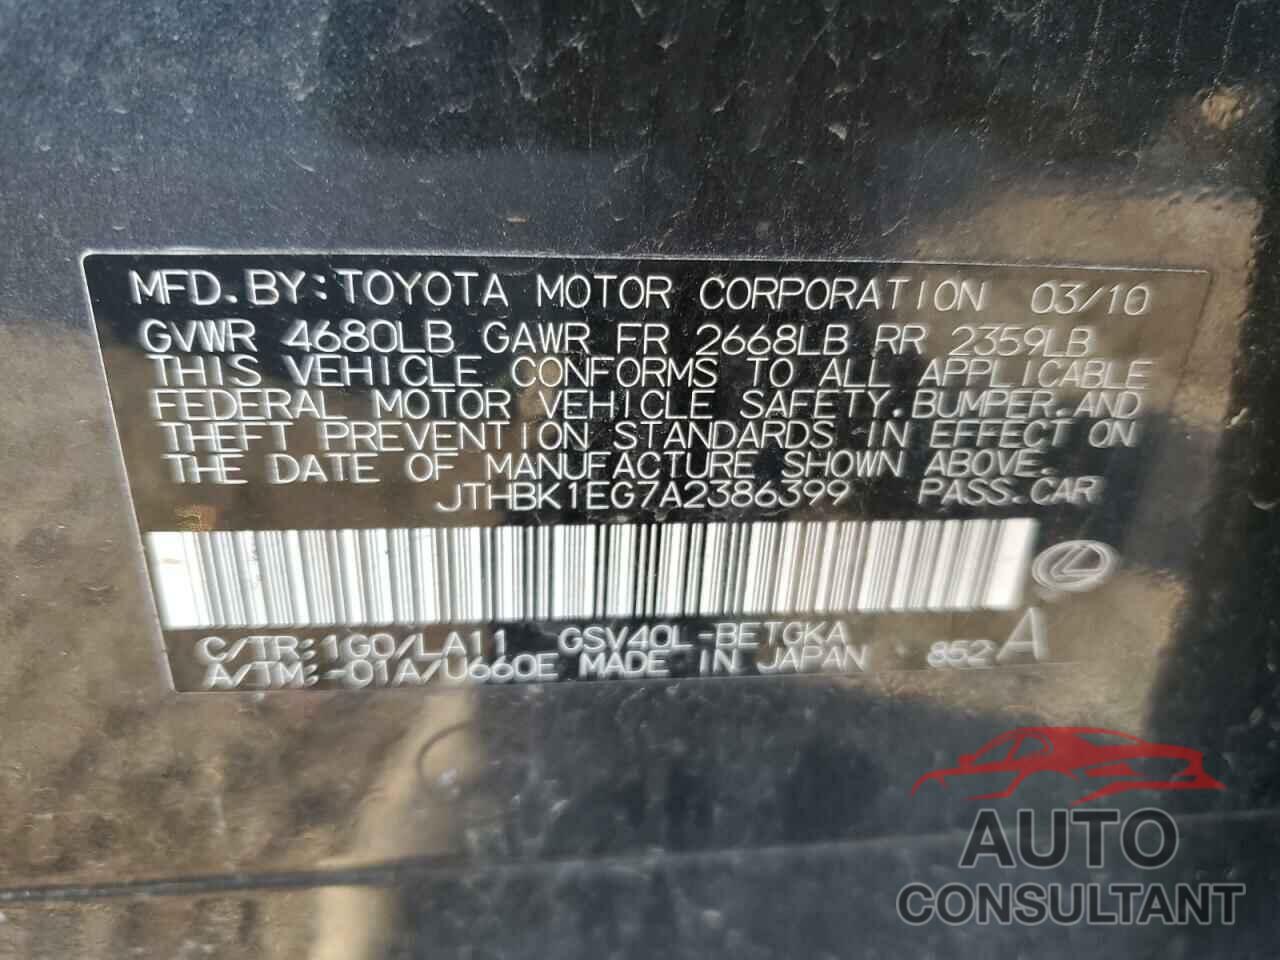 MFD.BY:TOYOTA MOTOR CORPORATION 03/10
GVWR 4680LB GAWR FR 2668LB RR 2359LB
THIS VEHICLE CONFORMS TO ALL APPLICABLE
FEDERAL MOTOR VEHICLE SAFETY.BUMPER.AND
THEFT PREVENTION STANDARDS IN EFFECT ON
THE DATE OF MANUFACTURE SHOWN ABOVE.
JTHBK1EG7A2386399 PASS.CAR
C/TR:1G0/LA11 GSV40L-BETGKA
A/TM:-01A/U660E MADE IN JAPAN 852A
AUTO
CONSULTANT